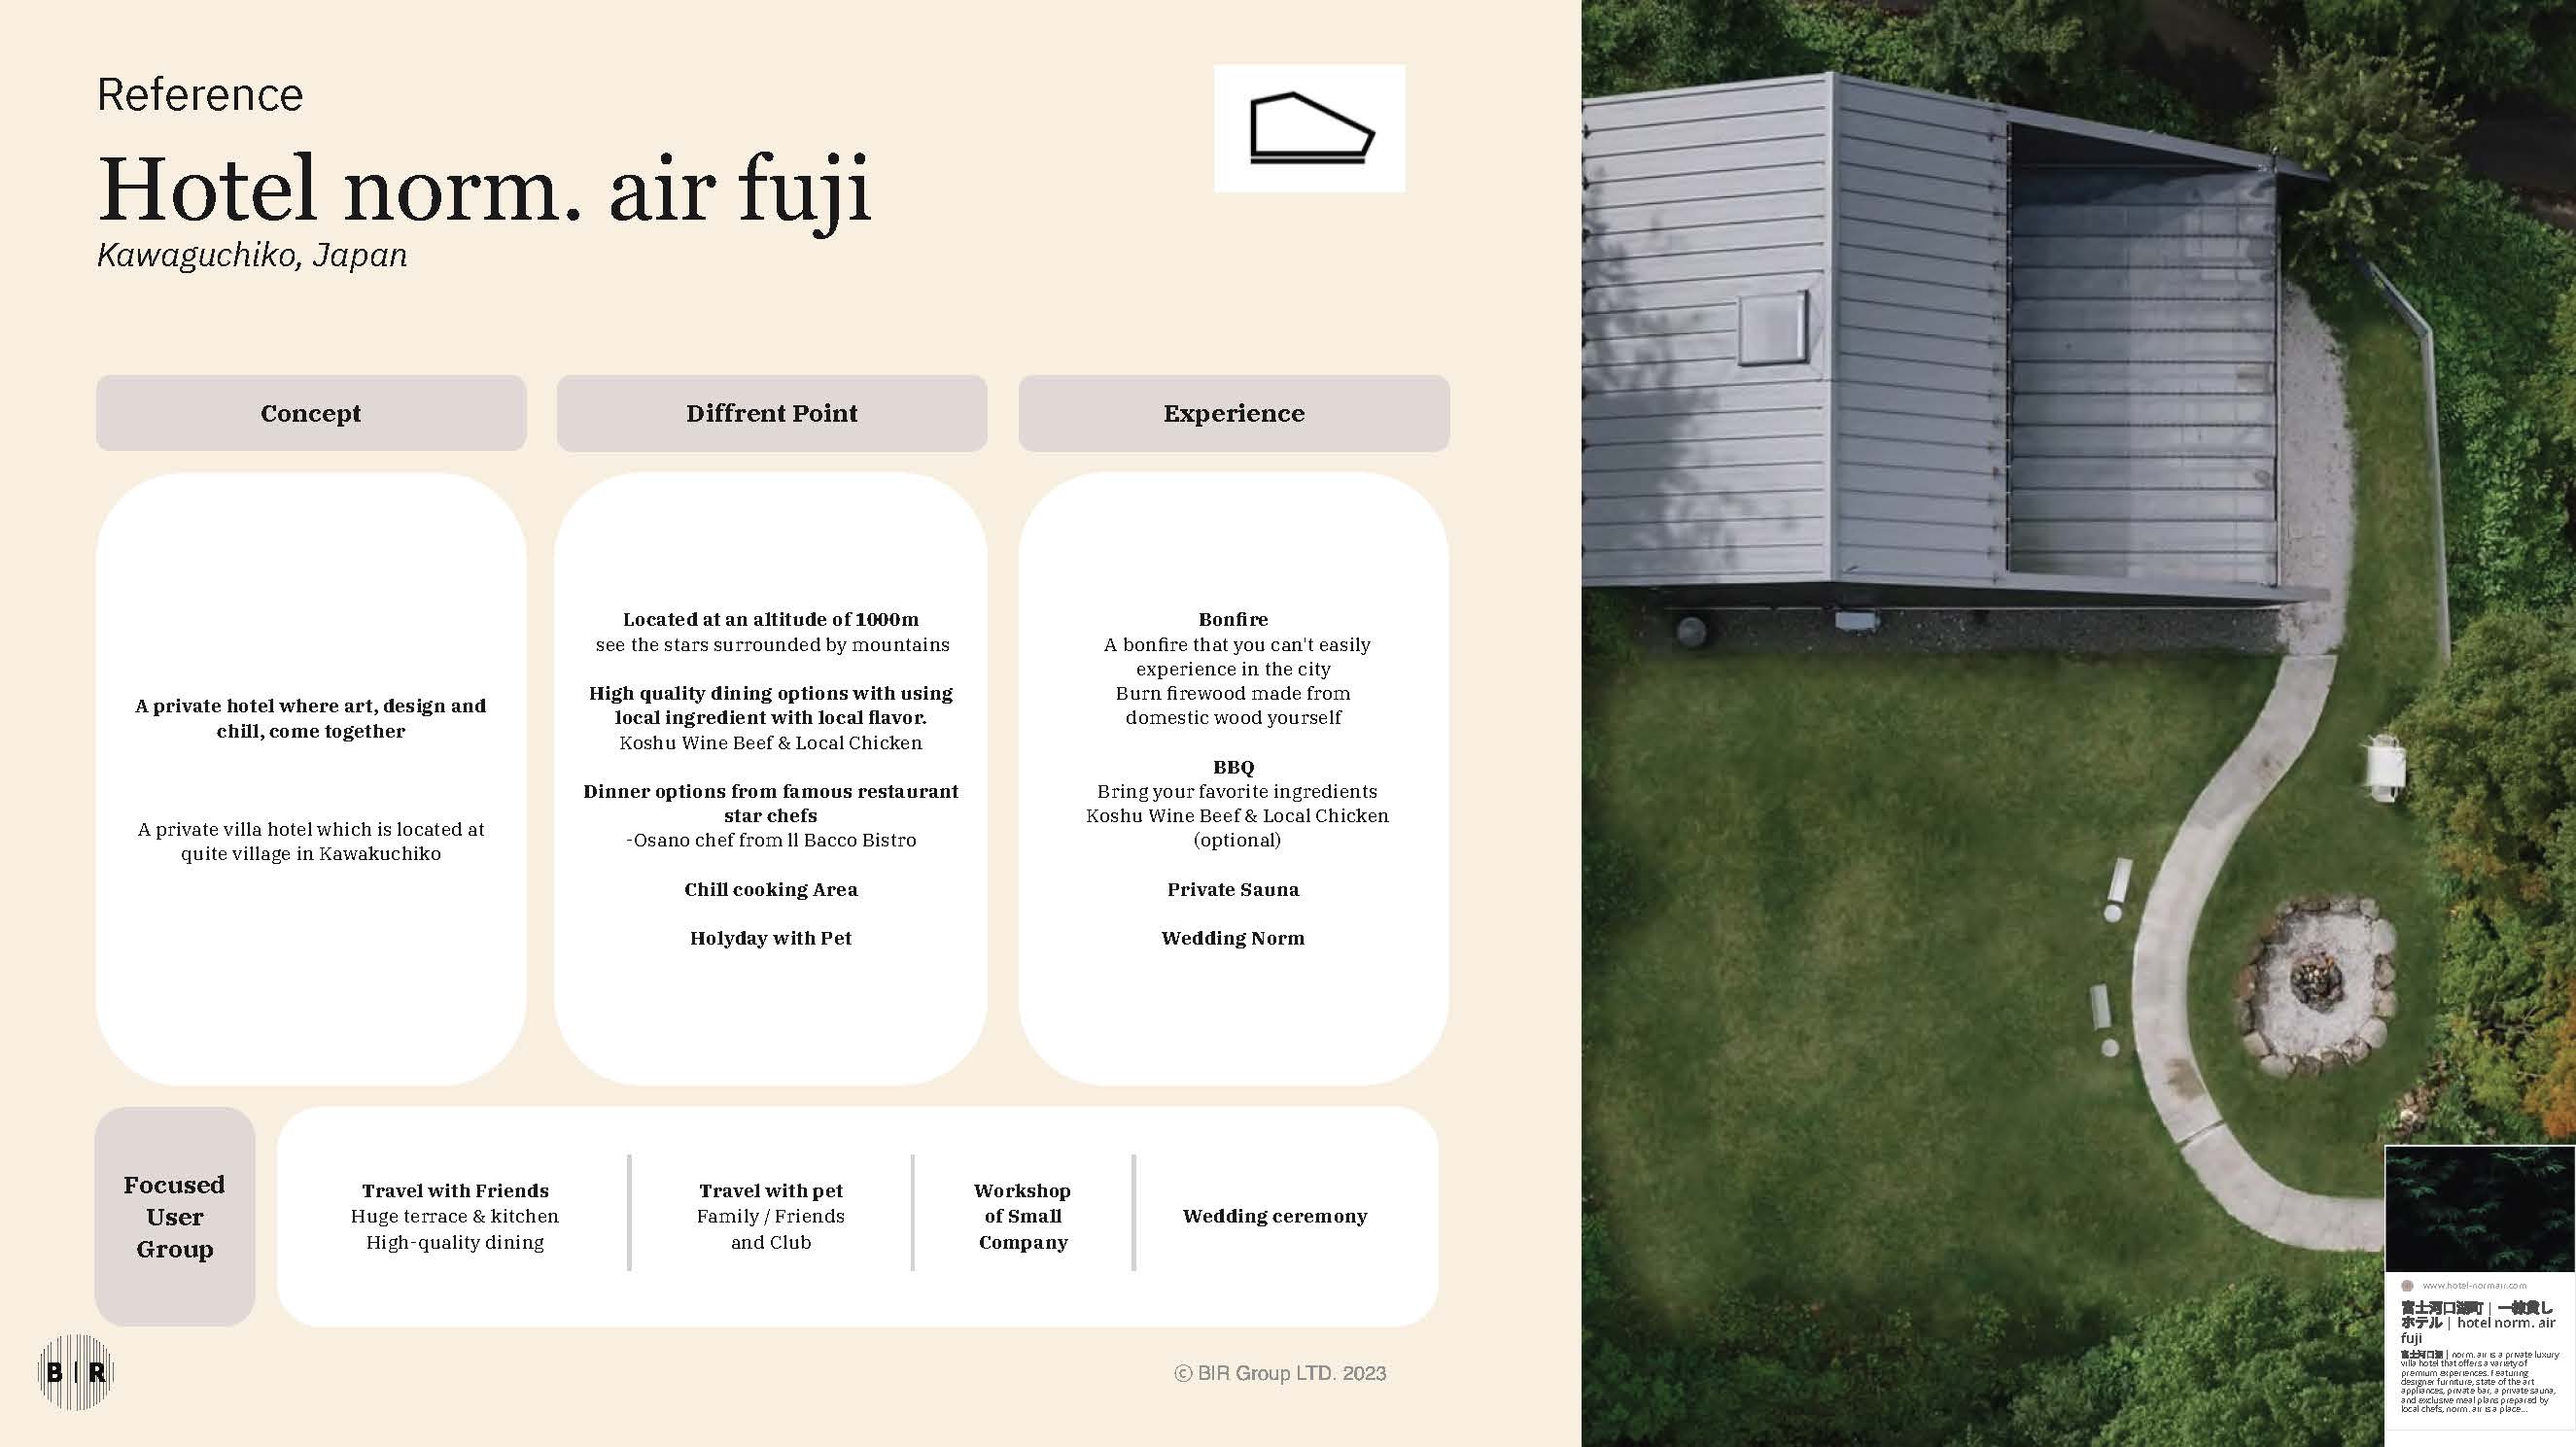 Reference
Hotel norm. air fuji
Kawaguchiko, Japan
Concept
A private hotel where art, design and
chill, come together
A private villa hotel which is located at
quite village in Kawakuchiko
Diffrent Point
Located at an altitude of 1000m
see the stars surrounded by mountains
High quality dining options with using
local ingredient with local flavor.
Koshu Wine Beef & Local Chicken
Dinner options from famous restaurant
star chefs
-Osano chef from ll Bacco Bistro
Chill cooking Area
Holyday with Pet
Experience
Bonfire
A bonfire that you can't easily
experience in the city
Burn firewood made from
domestic wood yourself
BBQ
Bring your favorite ingredients
Koshu Wine Beef & Local Chicken
(optional)
Private Sauna
Wedding Norm
Focused
User
Group
Travel with Friends
Huge terrace & kitchen
High-quality dining
Travel with pet
Family / Friends
and Club
Workshop
of Small
Company
Wedding ceremony
B | R
© BIR Group LTD. 2023
www.hotel-normair.com
富士河口湖町 | 一棟貸し
ホテル | hotel norm. air
fuji
富士河口湖 | norm. air is a private luxury
villa hotel that offers a variety of
premium experiences. Featuring
designer furniture, state of the art
appliances, private bar, a private sauna,
and exclusive meal plans prepared by
local chefs, norm. air is a place...